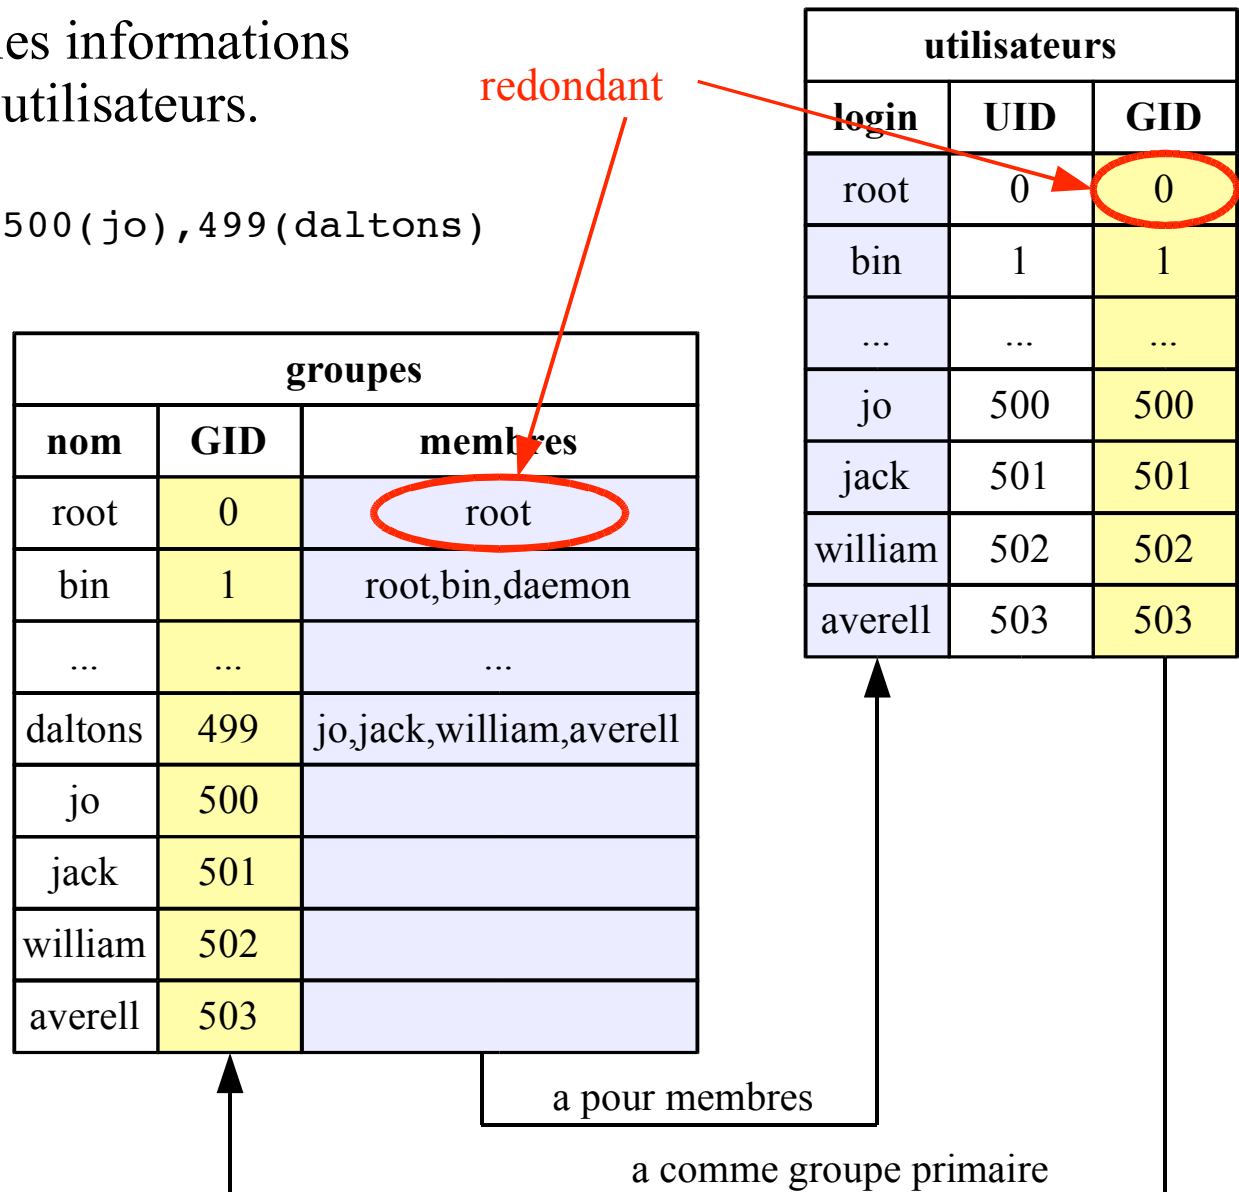 les informations
utilisateurs.
redondant
500(jo),499(daltons)
utilisateurs
login UID GID
root 0 0
bin 1 1
... ... ...
jo 500 500
jack 501 501
william 502 502
averell 503 503
groupes
nom GID membres
root 0 root
bin 1 root,bin,daemon
... ... ...
daltons 499 jo,jack,william,averell
jo 500
jack 501
william 502
averell 503
a pour membres
a comme groupe primaire